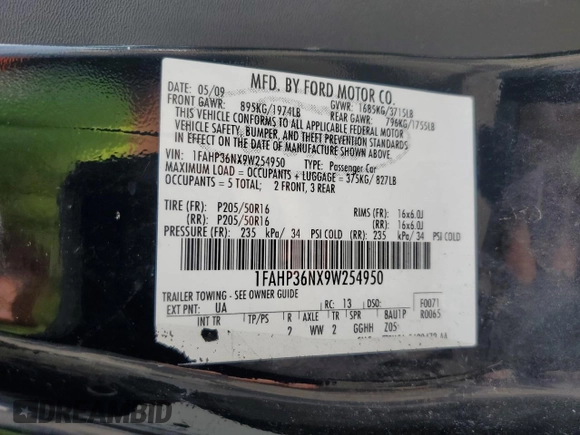 MFD. BY FORD MOTOR CO.
DATE: 05/09 GVWR: 1685KG/3715LB
FRONT GAWR: 895KG/1974LB REAR GAWR: 796KG/1755LB
THIS VEHICLE CONFORMS TO ALL APPLICABLE FEDERAL MOTOR
VEHICLE SAFETY, BUMPER, AND THEFT PREVENTION STANDARDS
IN EFFECT ON THE DATE OF MANUFACTURE SHOWN ABOVE.
VIN: 1FAHP36NX9W254950 TYPE: Passenger Car
MAXIMUM LOAD = OCCUPANTS + LUGGAGE = 375KG/ 827LB
OCCUPANTS = 5 TOTAL; 2 FRONT, 3 REAR
TIRE (FR): P205/50R16 RIMS (FR): 16x6.0J
(RR): P205/50R16 (RR): 16x6.0J
PRESSURE (FR): 235 kPa/ 34 PSI COLD (RR): 235 kPa/ 34 PSI COLD
1FAHP36NX9W254950
TRAILER TOWING - SEE OWNER GUIDE
EXT PNT: UA RC: 13 DSO: F0071
INT TR TP/PS R AXLE TR SPR BAU1P R0065
2 WW 2 GGHH Z05
DREAMBID